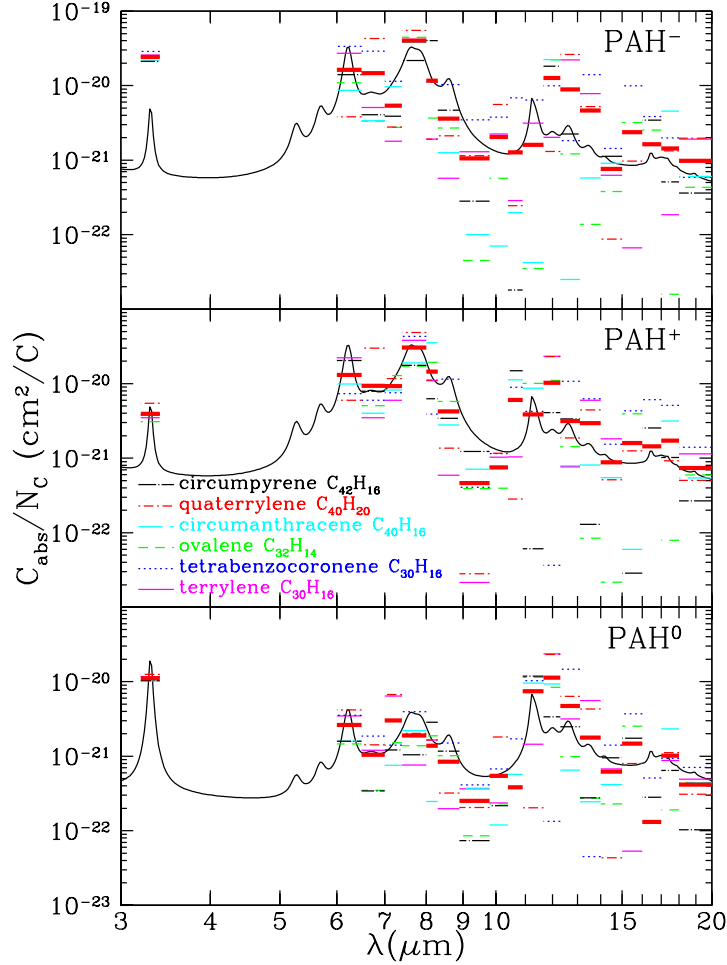 10⁻¹⁹
PAH⁻
10⁻²⁰
10⁻²¹
10⁻²²
PAH⁺
10⁻²⁰
10⁻²¹
circumpyrene C₄₂H₁₆
quaterrylene C₄₀H₂₀
circumanthracene C₄₀H₁₆
ovalene C₃₂H₁₄
tetrabenzocoronene C₃₀H₁₆
terrylene C₃₀H₁₆
10⁻²²
C_abs/N_C (cm²/C)
PAH⁰
10⁻²⁰
10⁻²¹
10⁻²²
10⁻²³
3 4 5 6 7 8 9 10 15 20
λ(μm)